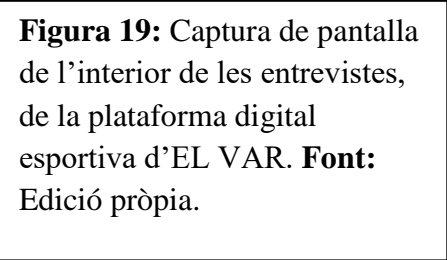 Figura 19: Captura de pantalla
de l’interior de les entrevistes,
de la plataforma digital
esportiva d’EL VAR. Font:
Edició pròpia.